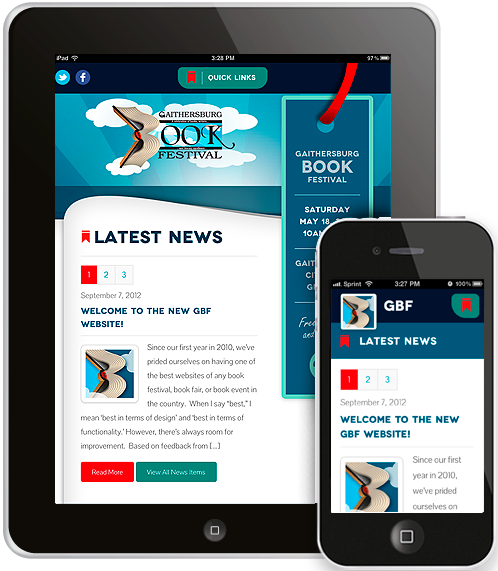 iPad
3:28 PM
97%
QUICK LINKS
GAITHERSBURG
BOOK
FESTIVAL
GAITHERSBURG
BOOK
FESTIVAL
SATURDAY
MAY 18,
10AM
LATEST NEWS
1 2 3
September 7, 2012
WELCOME TO THE NEW GBF
WEBSITE!
Since our first year in 2010, we've
prided ourselves on having one of
the best websites of any book
festival, book fair, or book event in
the country. When I say “best,” I
mean ‘best in terms of design’ and ‘best in terms of
functionality.’ However, there's always room for
improvement. Based on feedback from [...]
Read More
View All News Items
Sprint
3:27 PM
100%
GBF
LATEST NEWS
1 2 3
September 7, 2012
WELCOME TO THE NEW
GBF WEBSITE!
Since our first
year in 2010,
we've prided
ourselves on